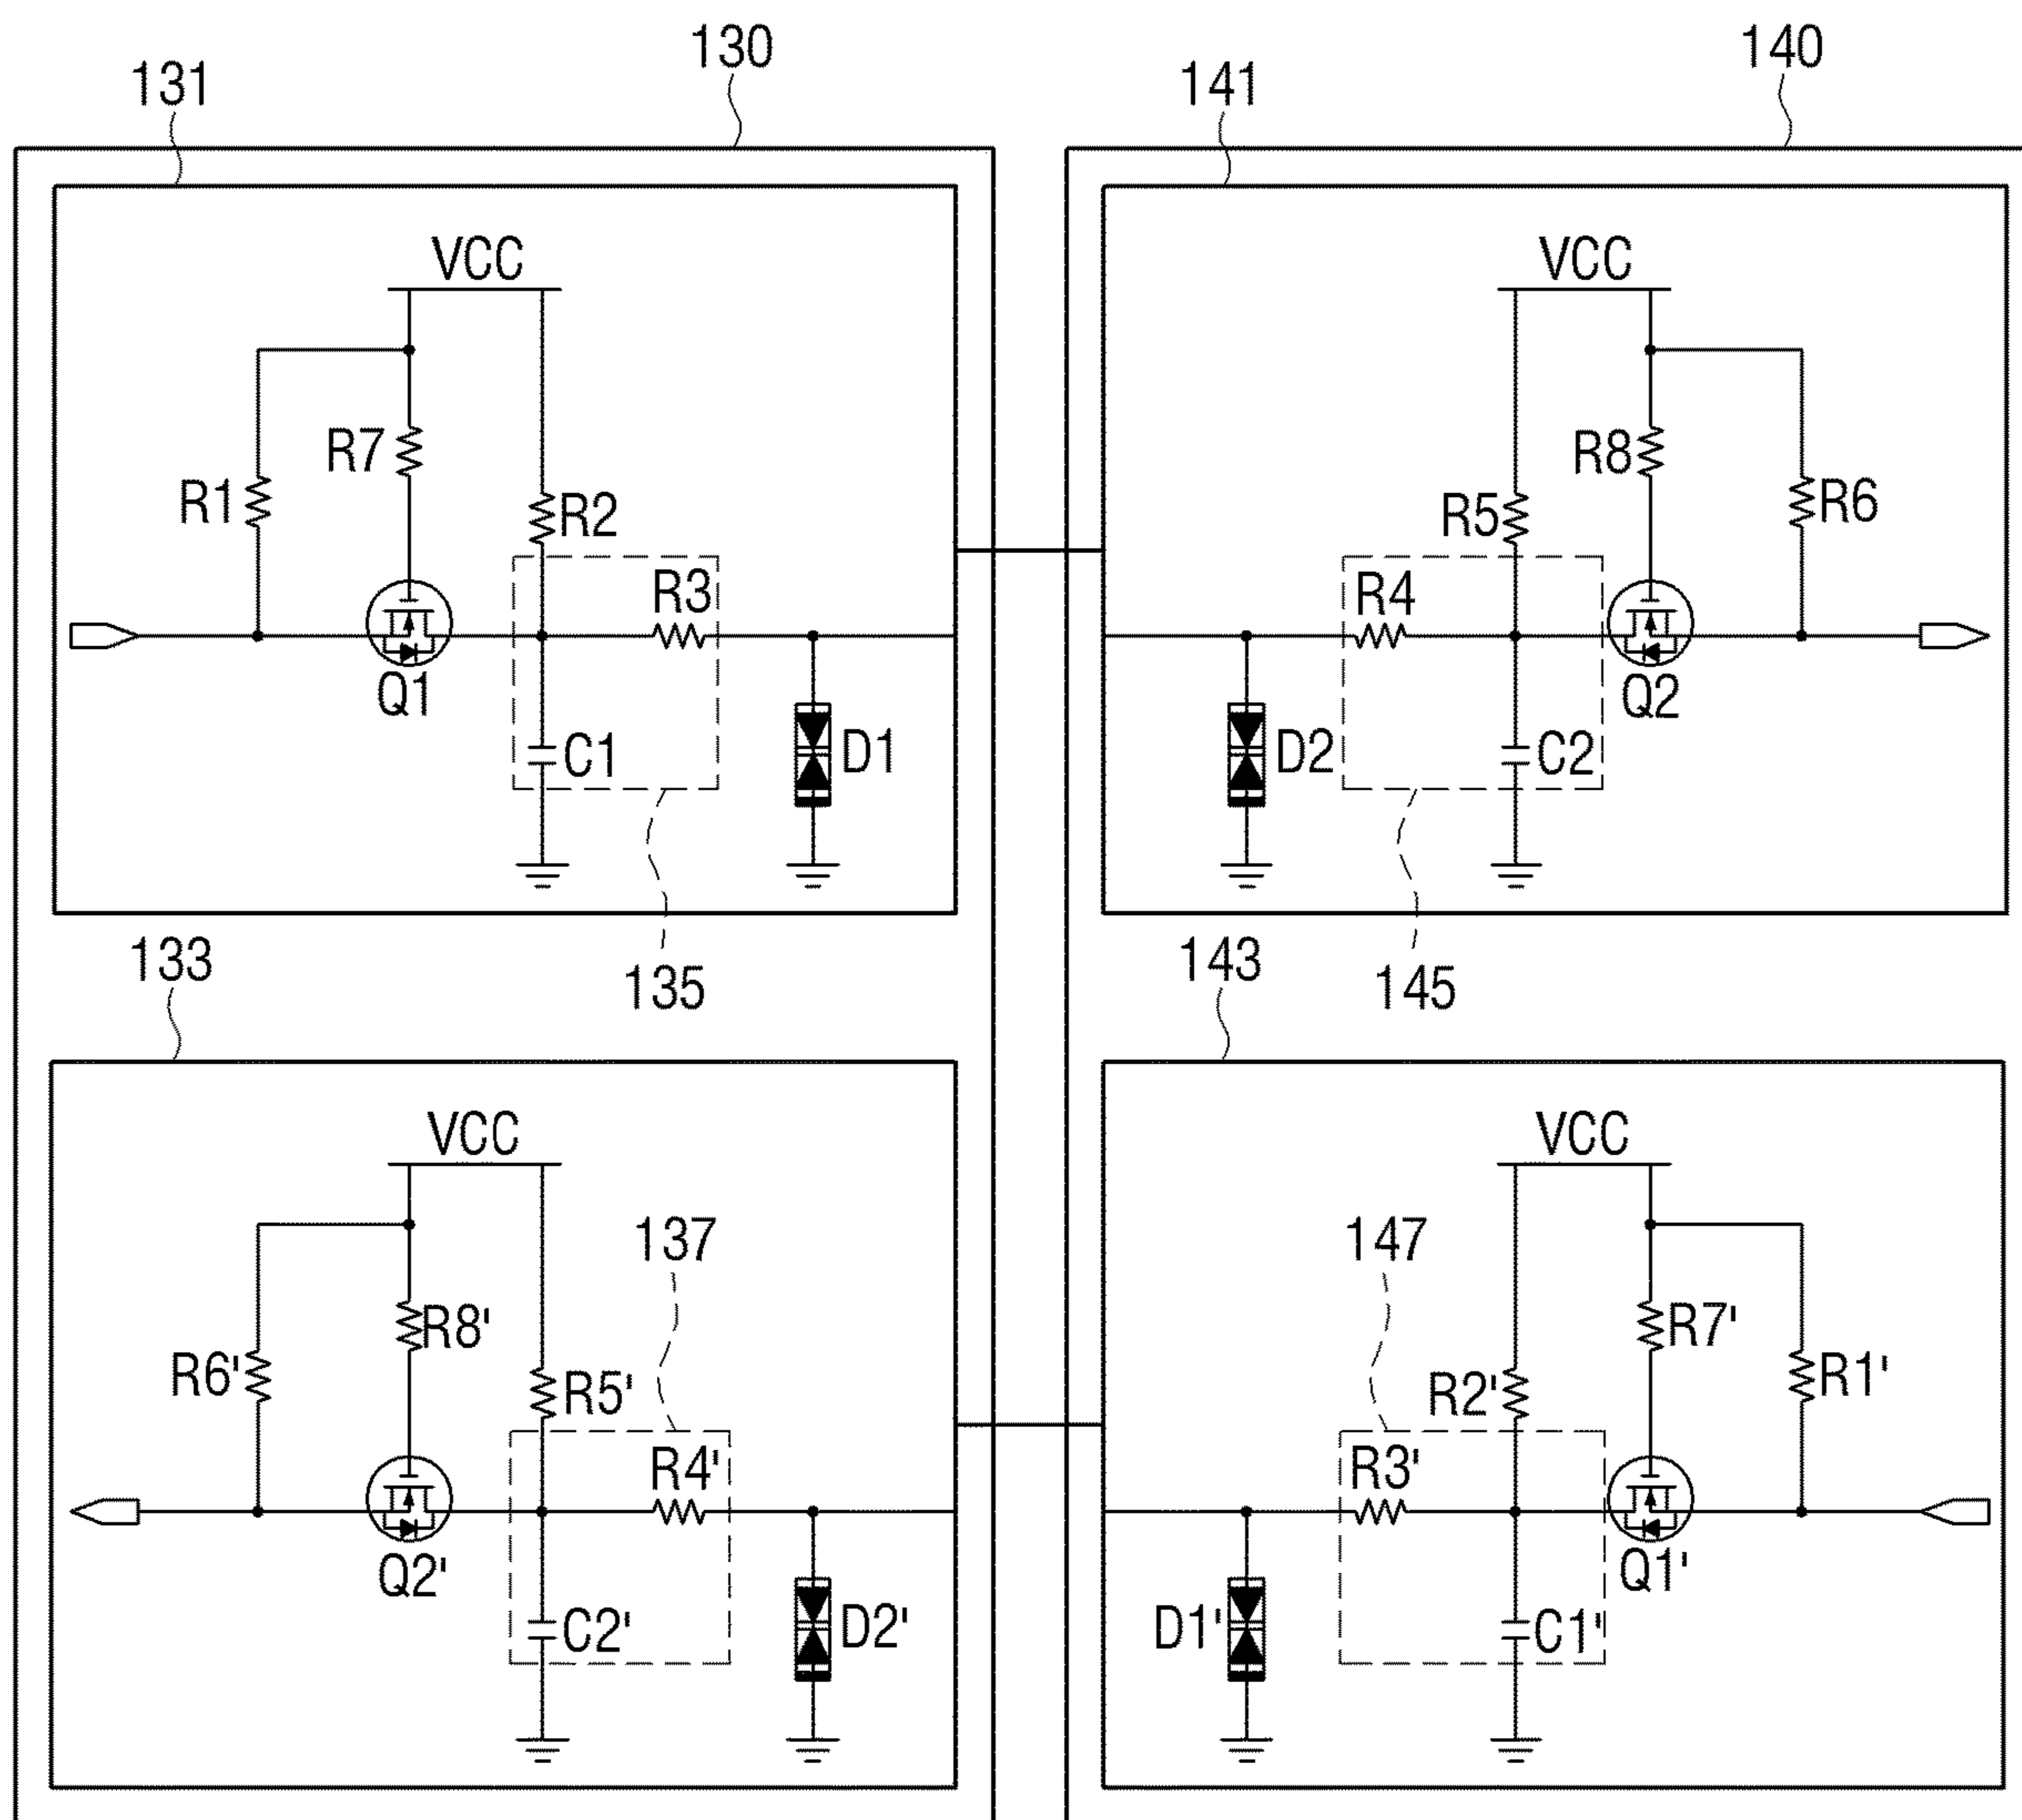 130
140
131
141
VCC
VCC
R7
R8
R1
R2
R5
R6
R3
R4
Q1
Q2
C1
D1
D2
C2
133
143
135
145
VCC
VCC
137
147
R8'
R7'
R6'
R5'
R2'
R1'
R4'
R3'
Q2'
Q1'
C2'
D2'
D1'
C1'